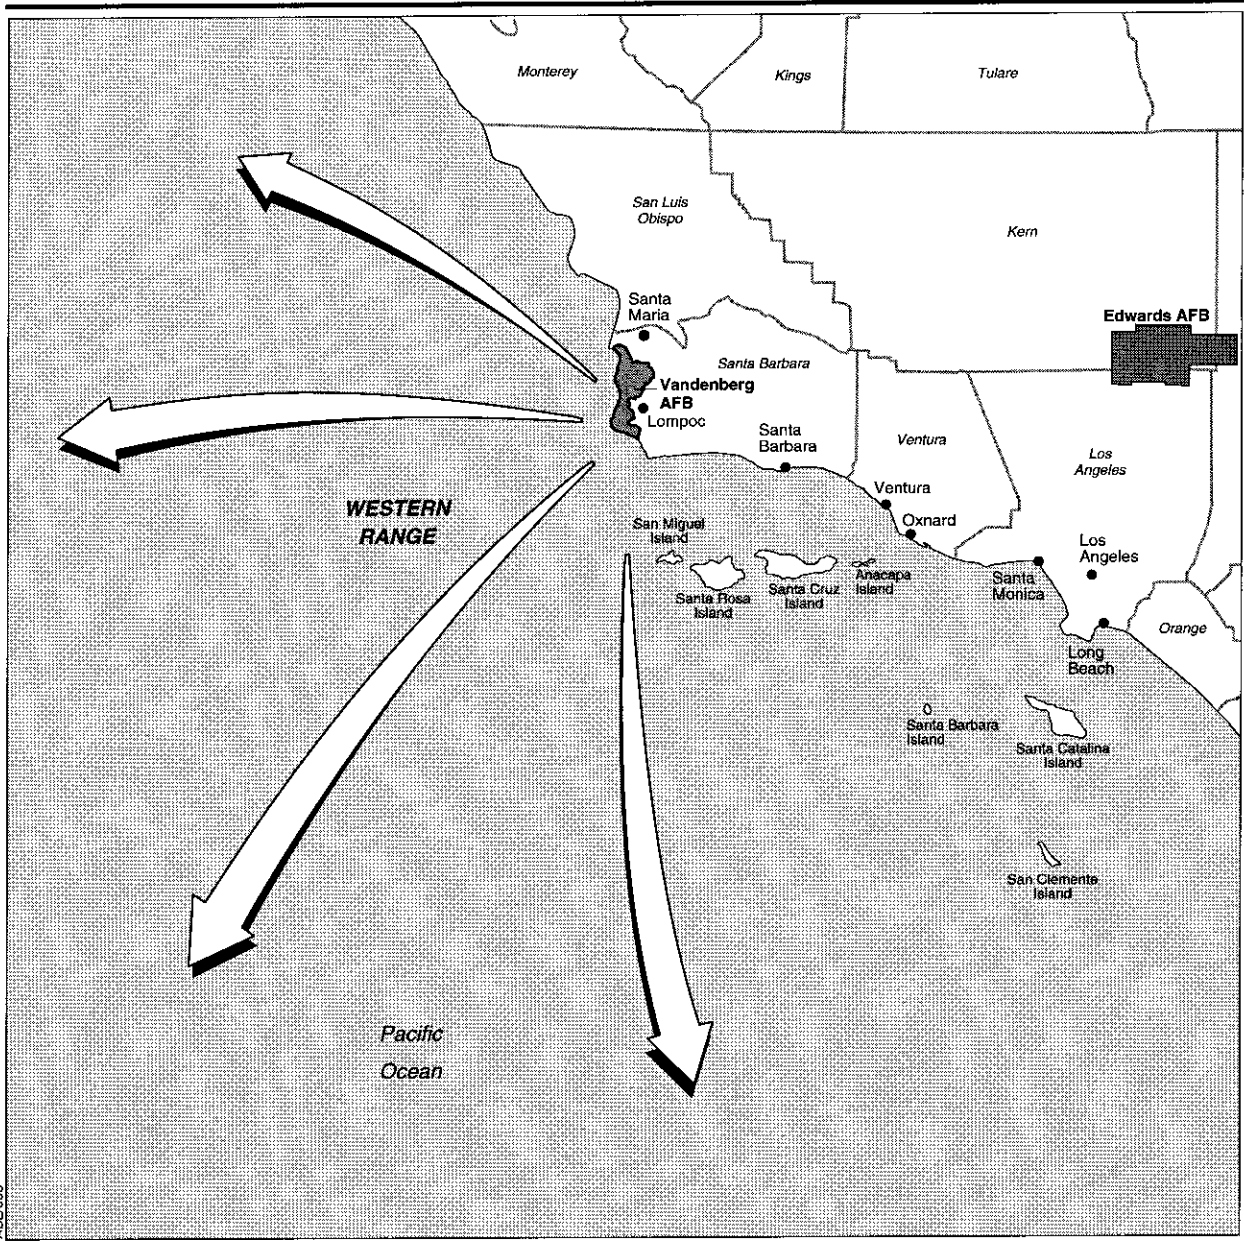 Monterey
Kings
Tulare
San Luis
Obispo
Kern
Santa
Maria
Edwards AFB
Santa Barbara
Vandenberg
AFB
Lompoc
Santa
Barbara
Ventura
Los
Angeles
WESTERN
RANGE
Ventura
Oxnard
San Miguel
Island
Los
Angeles
Santa Rosa
Island
Santa Cruz
Island
Anacapa
Island
Santa
Monica
Orange
Long
Beach
Santa Barbara
Island
Santa Catalina
Island
San Clemente
Island
Pacific
Ocean